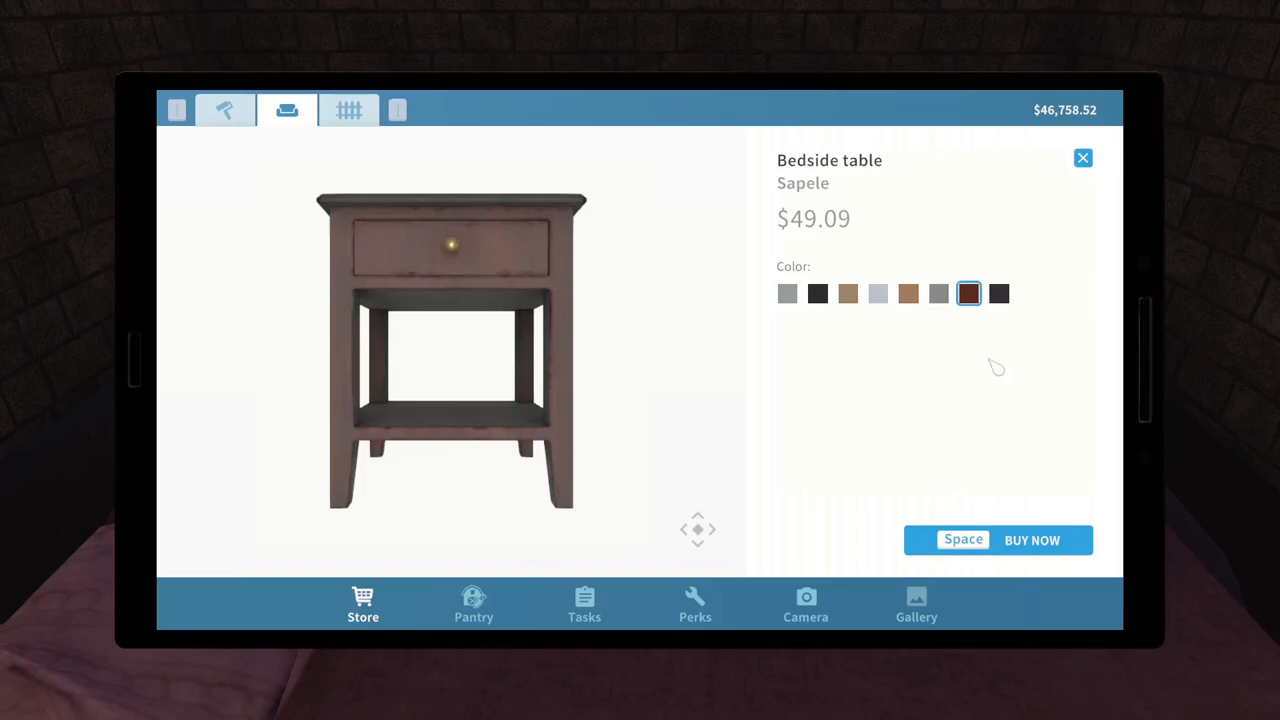 $46,758.52
Bedside table
Sapele
$49.09
Color:
Space BUY NOW
Store
Pantry
Tasks
Perks
Camera
Gallery